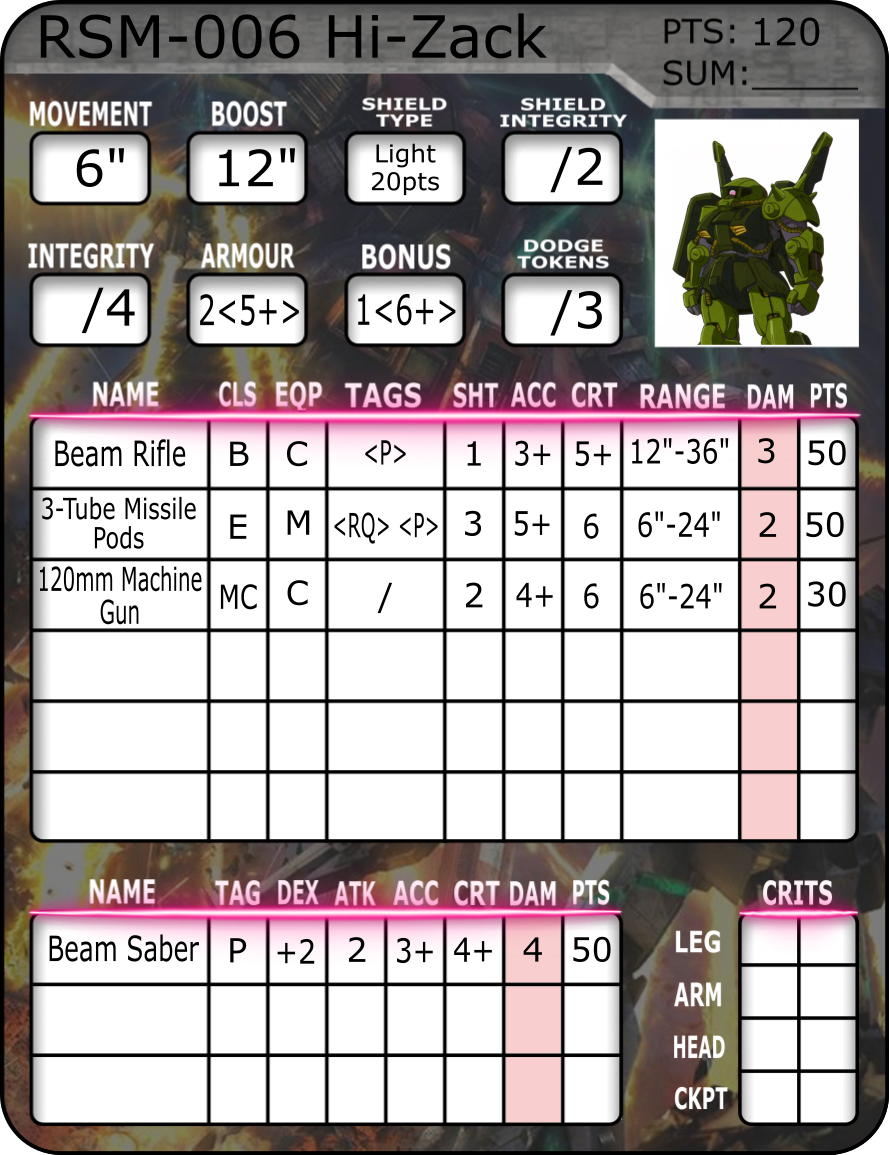 RSM-006 Hi-Zack
PTS: 120
SUM:_____
MOVEMENT BOOST SHIELD TYPE SHIELD INTEGRITY
6" 12" Light 20pts /2
INTEGRITY ARMOUR BONUS DODGE TOKENS
/4 2<5+> 1<6+> /3
NAME CLS EQP TAGS SHT ACC CRT RANGE DAM PTS
Beam Rifle B C <P> 1 3+ 5+ 12"-36" 3 50
3-Tube Missile Pods E M <RQ> <P> 3 5+ 6 6"-24" 2 50
120mm Machine Gun MC C / 2 4+ 6 6"-24" 2 30
NAME TAG DEX ATK ACC CRT DAM PTS
Beam Saber P +2 2 3+ 4+ 4 50
CRITS
LEG
ARM
HEAD
CKPT